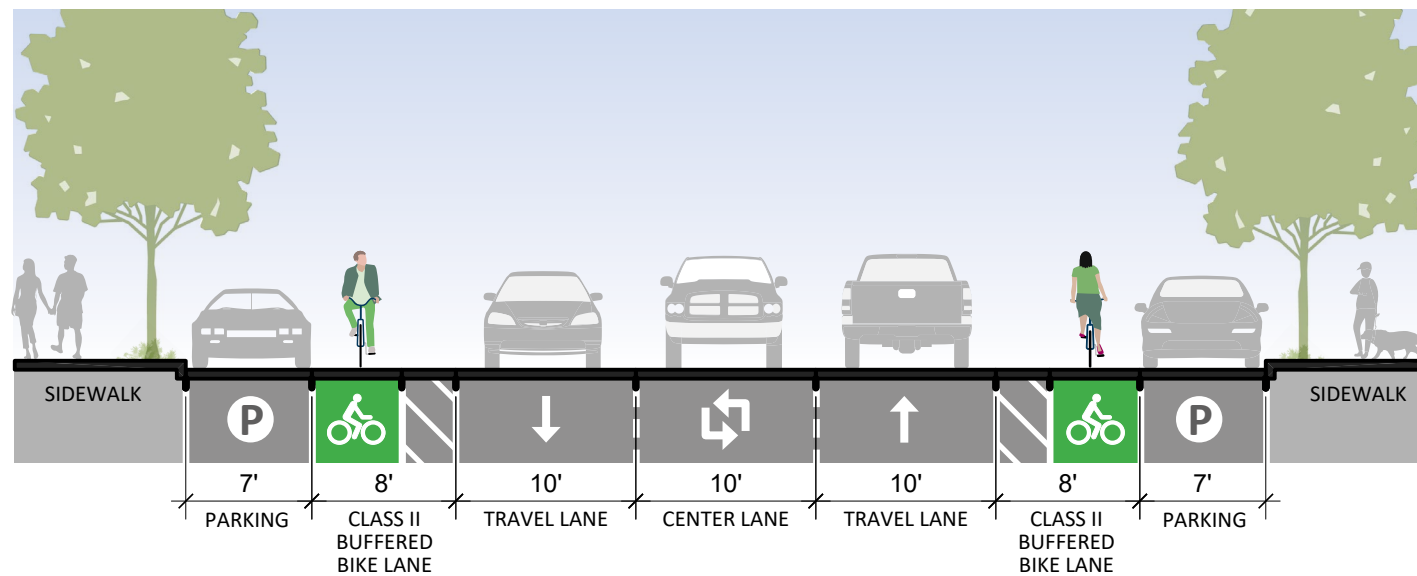 SIDEWALK
P
P
SIDEWALK
7'
8'
10'
10'
10'
8'
7'
PARKING
CLASS II
BUFFERED
BIKE LANE
TRAVEL LANE
CENTER LANE
TRAVEL LANE
CLASS II
BUFFERED
BIKE LANE
PARKING